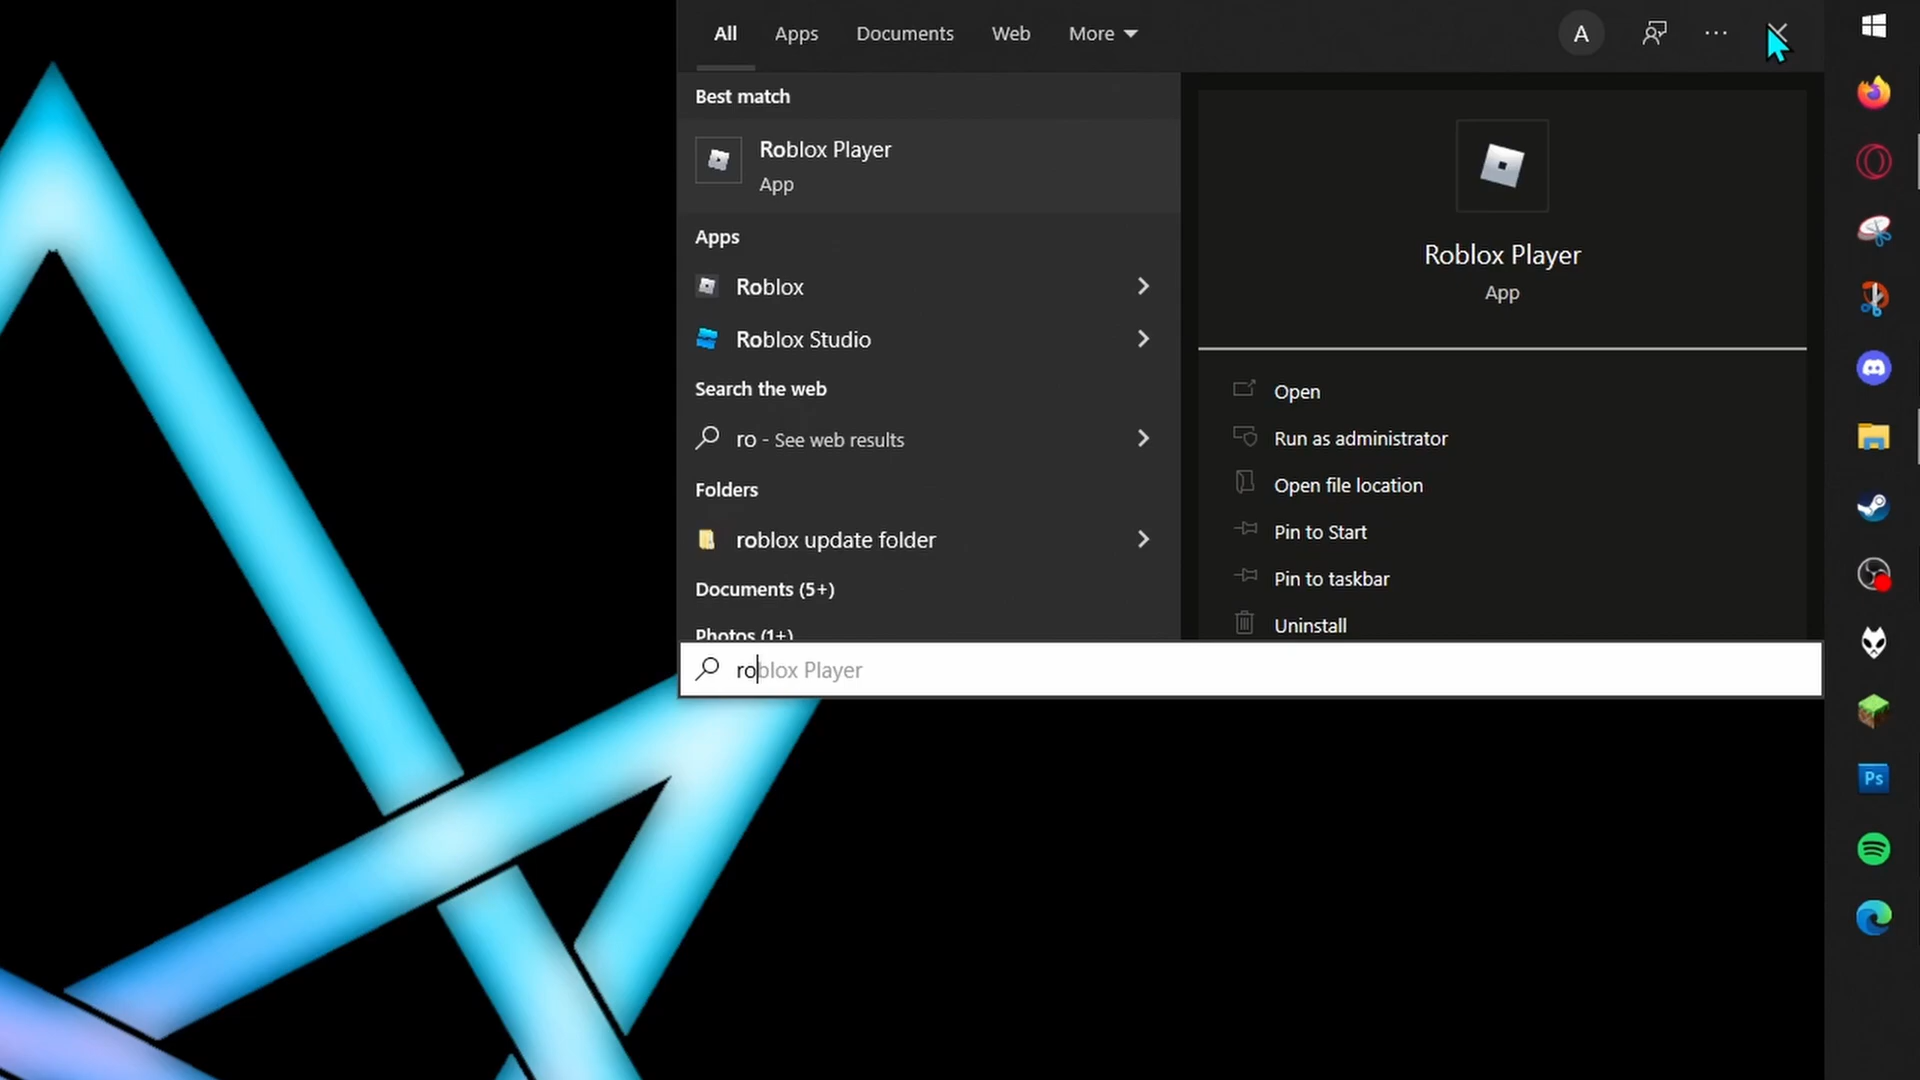 All Apps Documents Web More
A
Best match
Roblox Player
App
Apps
Roblox
Roblox Studio
Search the web
ro - See web results
Folders
roblox update folder
Documents (5+)
Photos (1+)
Roblox Player
App
Open
Run as administrator
Open file location
Pin to Start
Pin to taskbar
Uninstall
roblox Player
Ps